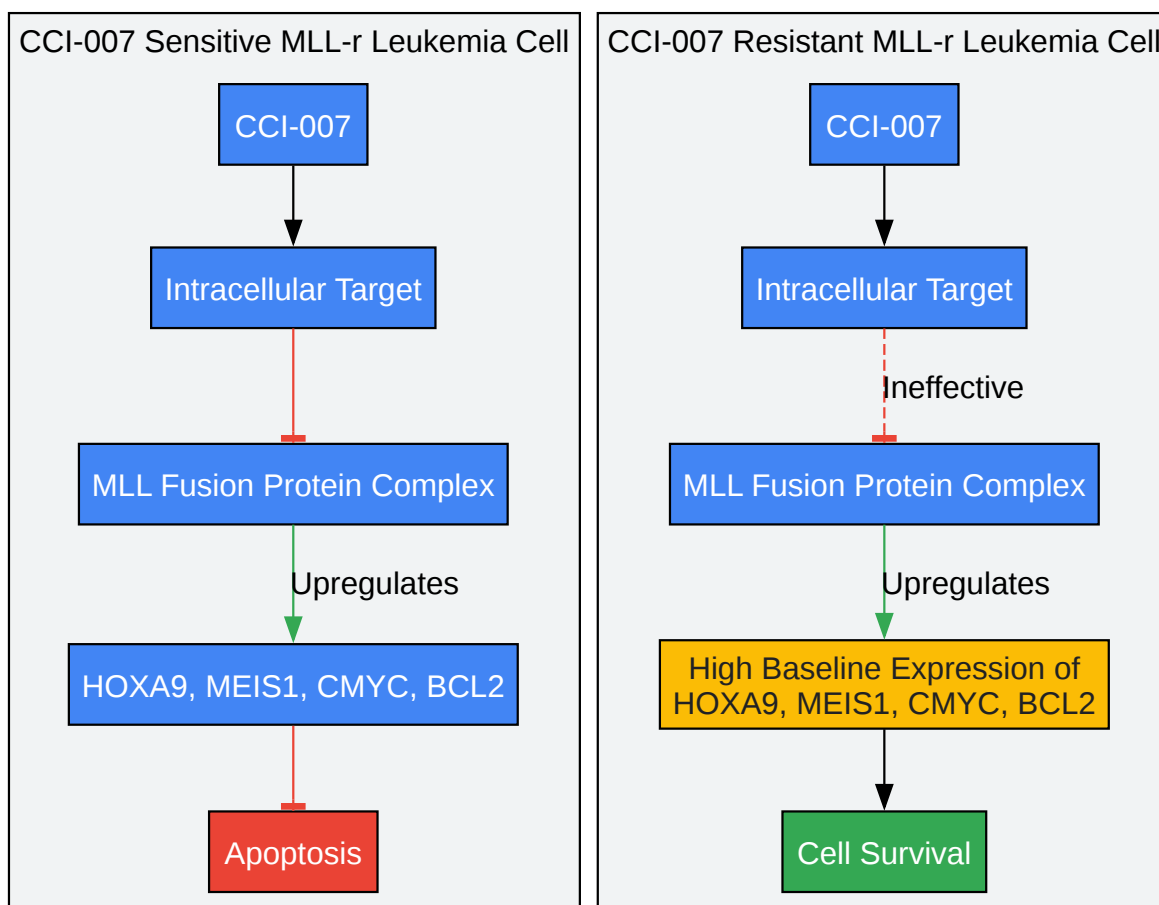 CCI-007 Sensitive MLL-r Leukemia Cell
CCI-007
Intracellular Target
MLL Fusion Protein Complex
Upregulates
HOXA9, MEIS1, CMYC, BCL2
Apoptosis
CCI-007 Resistant MLL-r Leukemia Cell
CCI-007
Intracellular Target
Ineffective
MLL Fusion Protein Complex
Upregulates
High Baseline Expression of
HOXA9, MEIS1, CMYC, BCL2
Cell Survival